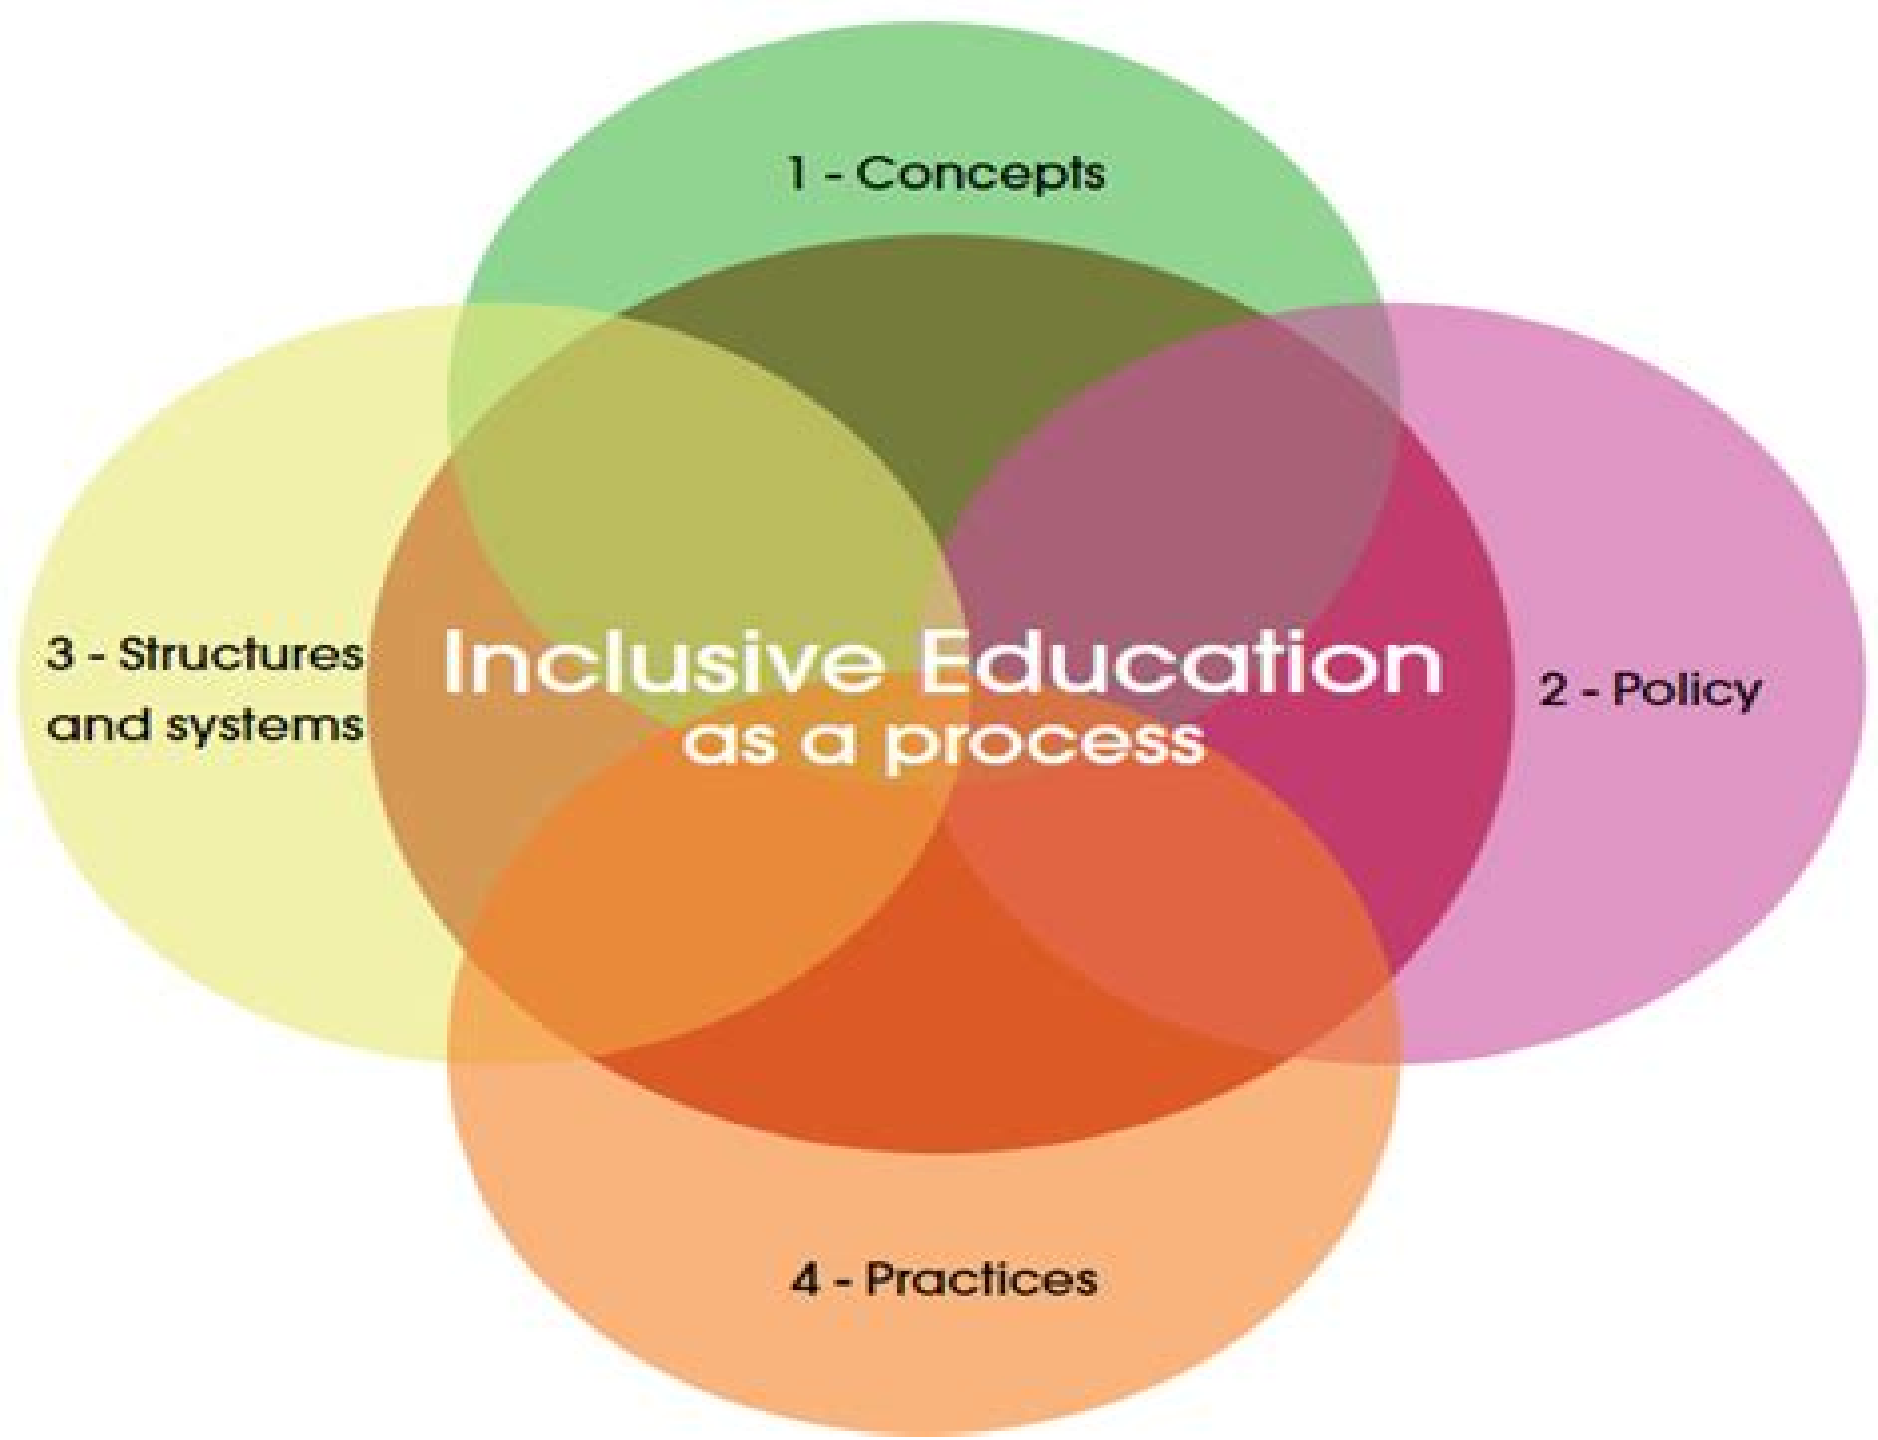 1 - Concepts
3 - Structures
and systems
Inclusive Education
as a process
2 - Policy
4 - Practices